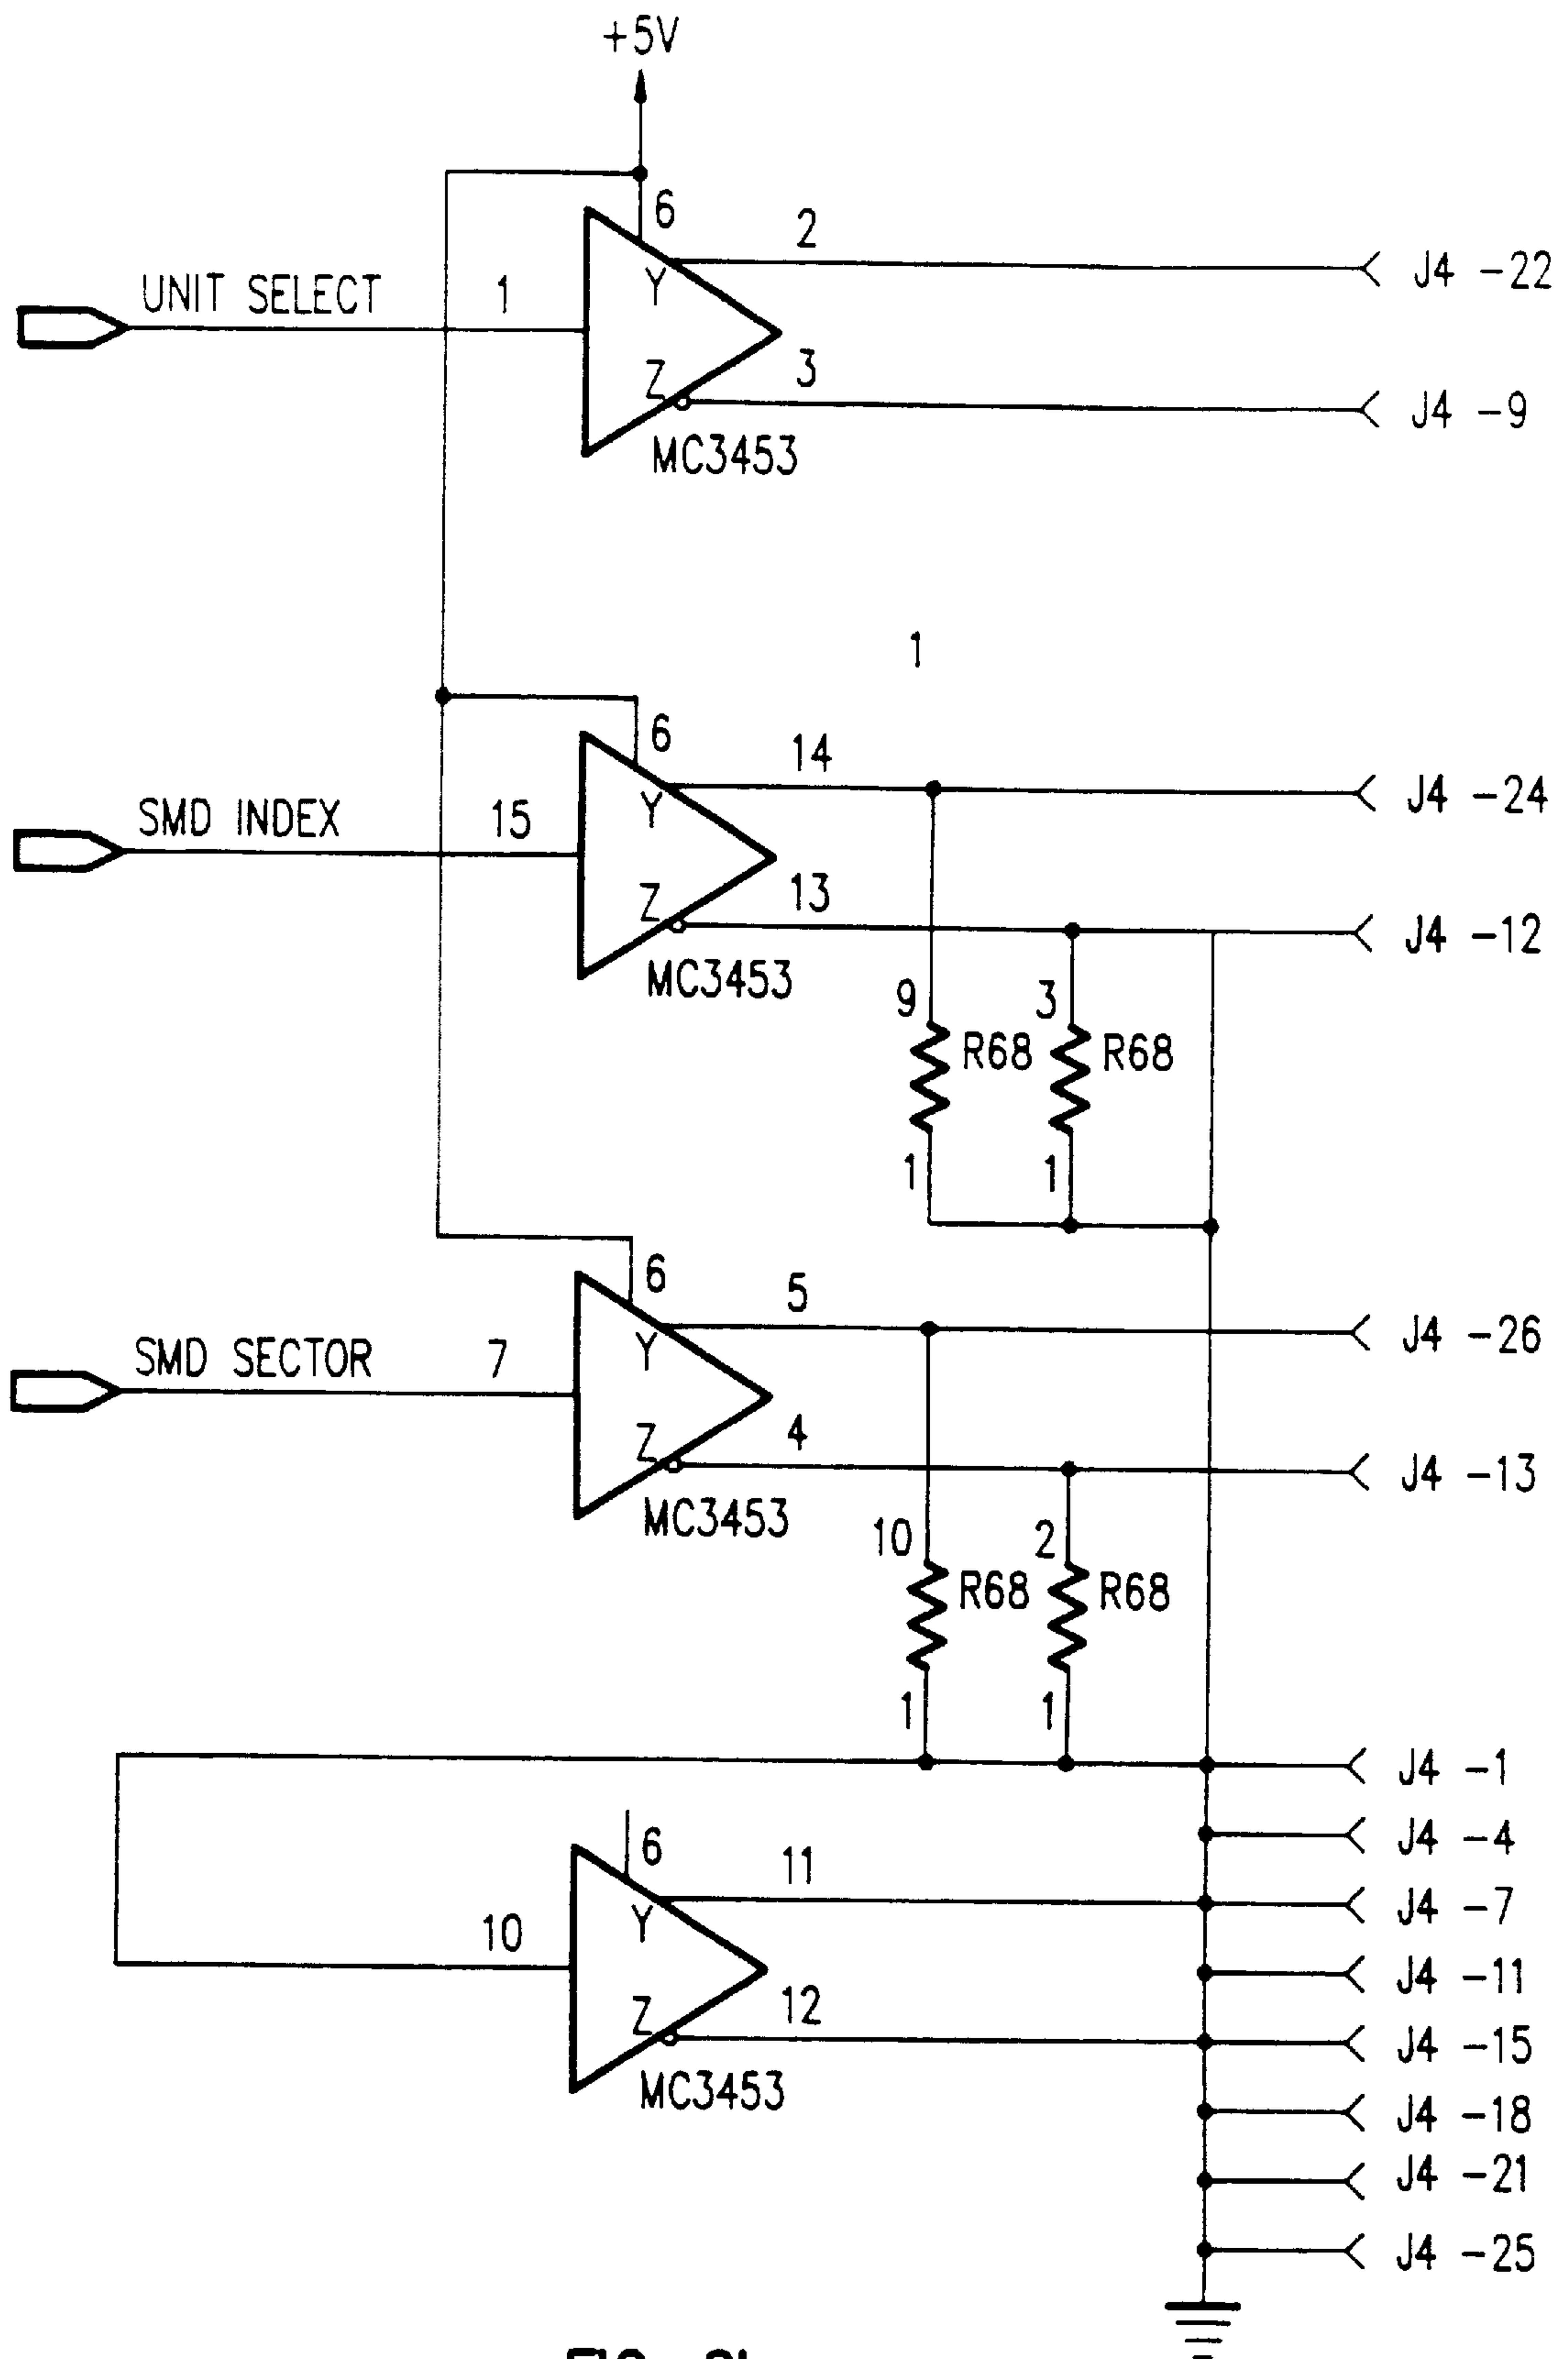 +5V
6
2
UNIT SELECT
1
Y
J4 -22
3
Z
J4 -9
MC3453
1
6
14
SMD INDEX
15
Y
J4 -24
13
Z
J4 -12
MC3453
9
3
R68
R68
1
1
6
5
SMD SECTOR
7
Y
J4 -26
4
Z
J4 -13
MC3453
10
2
R68
R68
1
1
J4 -1
6
J4 -4
11
J4 -7
10
Y
J4 -11
12
Z
J4 -15
MC3453
J4 -18
J4 -21
J4 -25